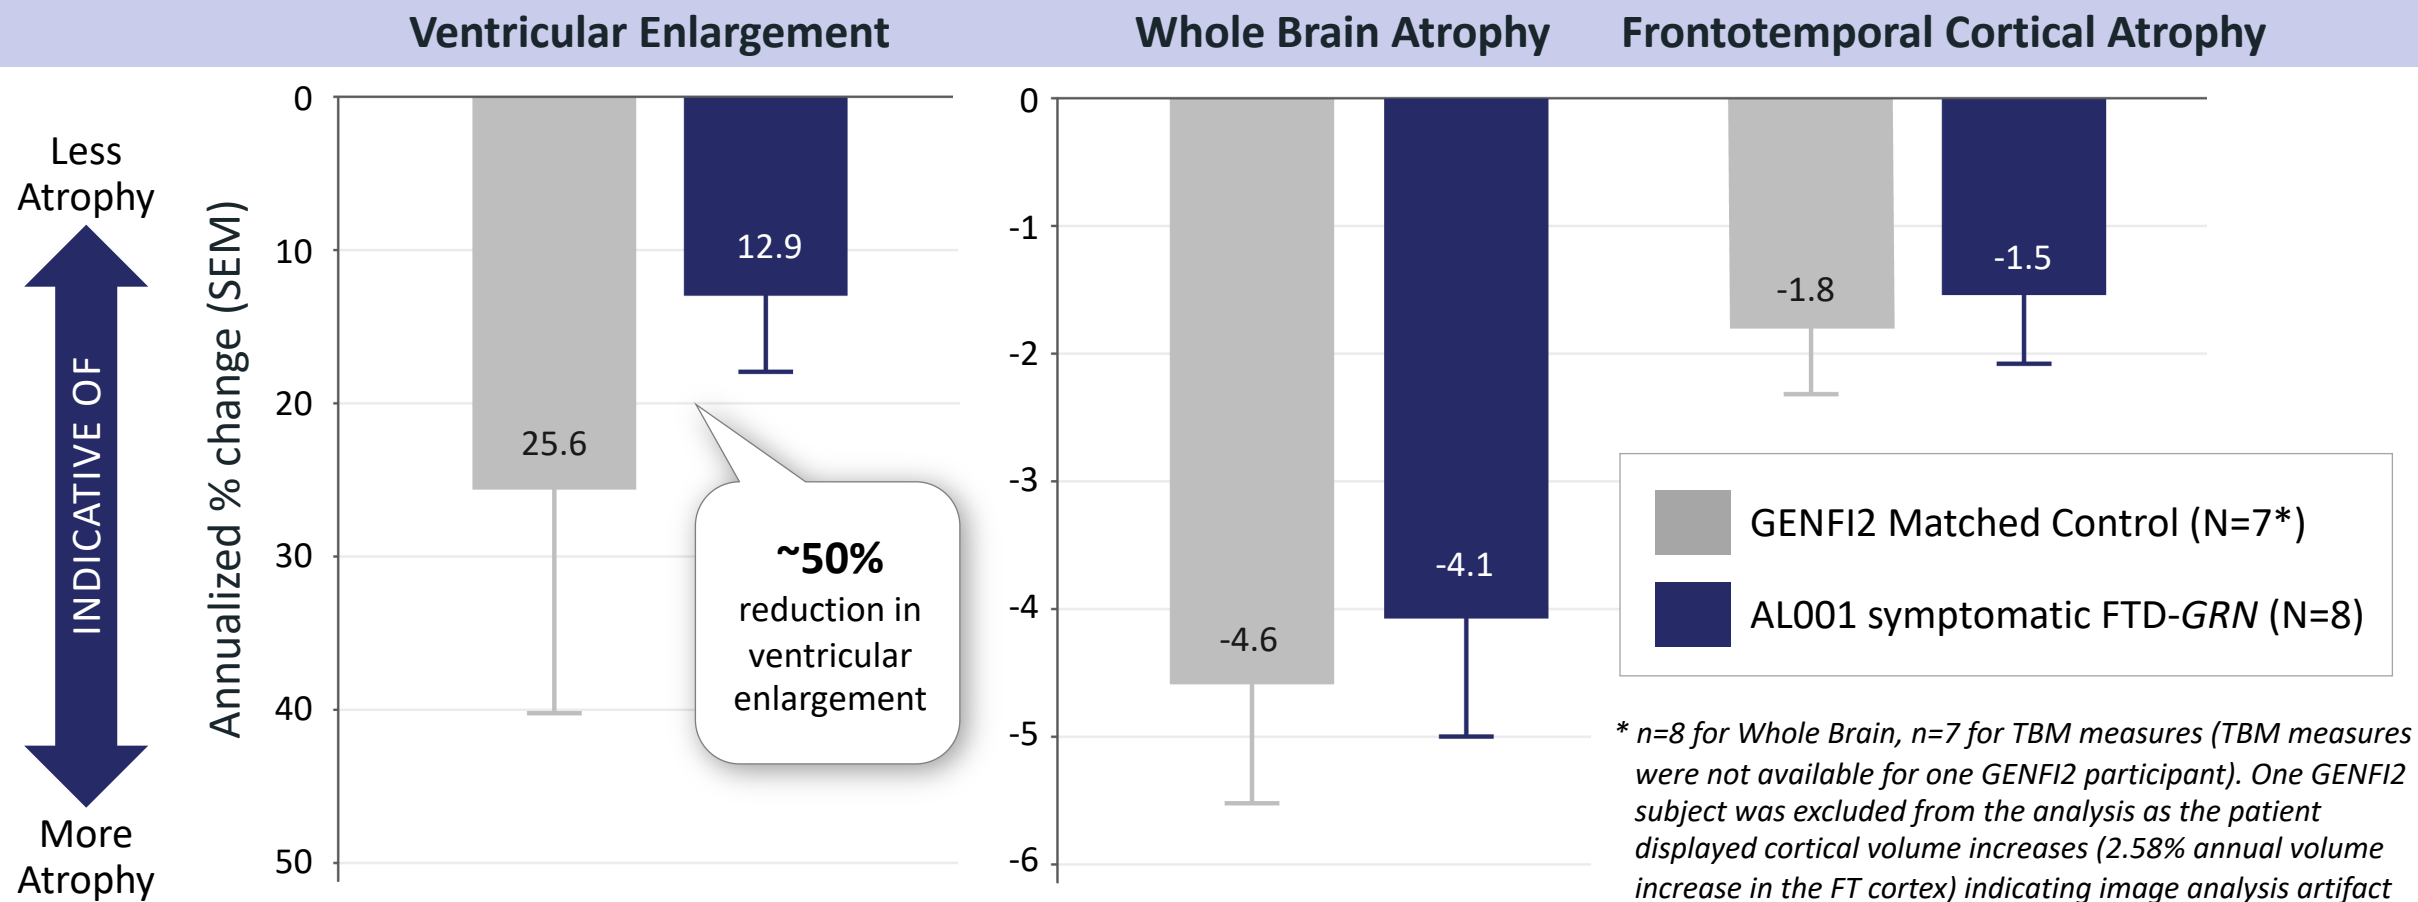 Ventricular Enlargement
Whole Brain Atrophy
Frontotemporal Cortical Atrophy
Less
Atrophy
INDICATIVE OF
More
Atrophy
Annualized % change (SEM)
0
10
20
30
40
50
25.6
12.9
~50%
reduction in
ventricular
enlargement
0
-1
-2
-3
-4
-5
-6
-4.6
-4.1
-1.8
-1.5
GENFI2 Matched Control (N=7*)
AL001 symptomatic FTD-GRN (N=8)
* n=8 for Whole Brain, n=7 for TBM measures (TBM measures
were not available for one GENFI2 participant). One GENFI2
subject was excluded from the analysis as the patient
displayed cortical volume increases (2.58% annual volume
increase in the FT cortex) indicating image analysis artifact